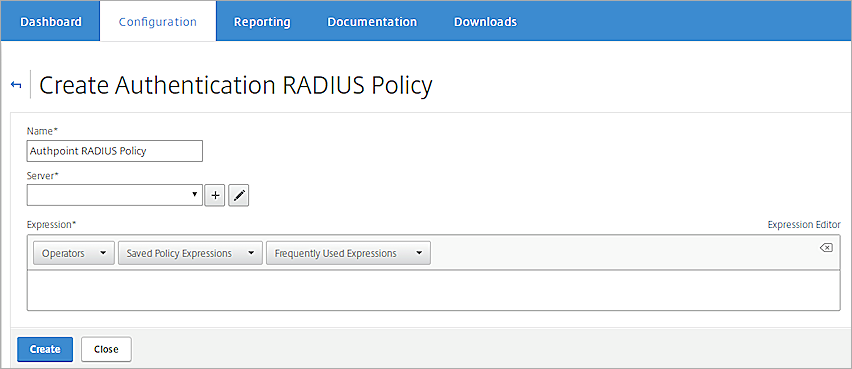 Dashboard Configuration Reporting Documentation Downloads
Create Authentication RADIUS Policy
Name*
Authpoint RADIUS Policy
Server*
Expression* Expression Editor
Operators Saved Policy Expressions Frequently Used Expressions
Create Close